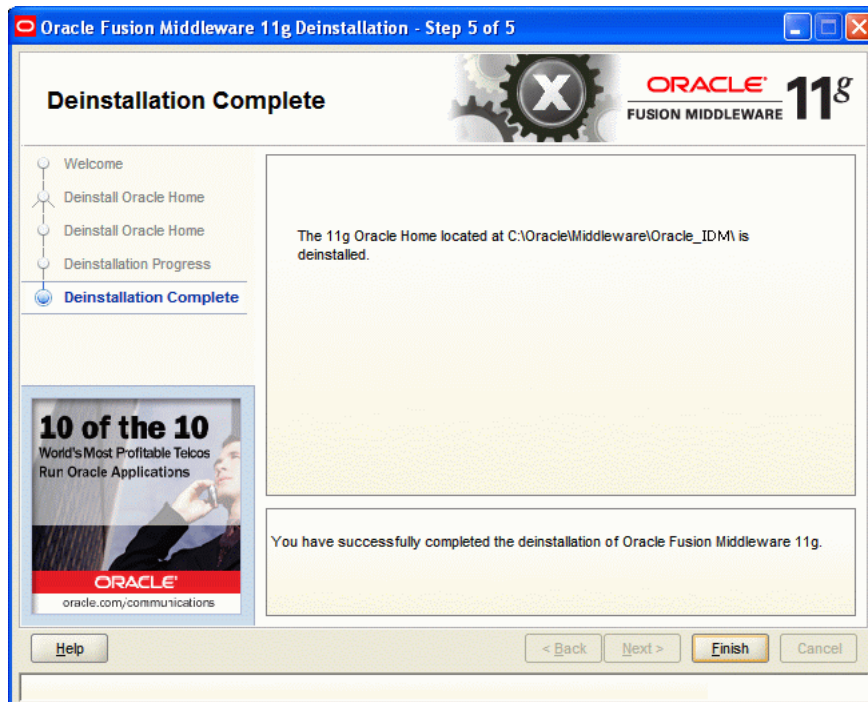 Oracle Fusion Middleware 11g Deinstallation - Step 5 of 5
Deinstallation Complete
X
ORACLE®
FUSION MIDDLEWARE
11g
Welcome
Deinstall Oracle Home
Deinstall Oracle Home
Deinstallation Progress
Deinstallation Complete
The 11g Oracle Home located at C:\Oracle\Middleware\Oracle_IDM\ is
deinstalled.
10 of the 10
World's Most Profitable Telcos
Run Oracle Applications
ORACLE®
oracle.com/communications
You have successfully completed the deinstallation of Oracle Fusion Middleware 11g.
Help
< Back
Next >
Finish
Cancel